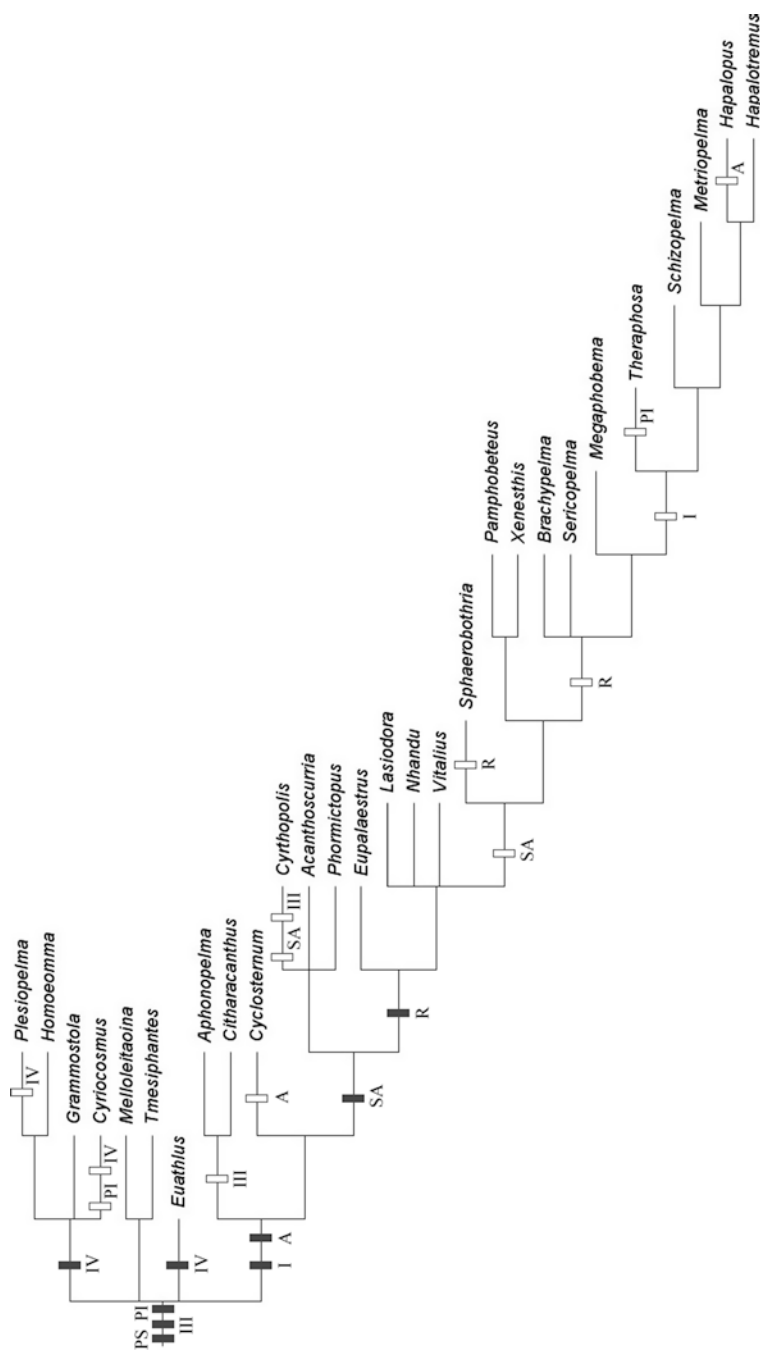 Plesiopelma
IV
Homoeomma
Grammostola
Cyriocosmus
PI
IV
Melloleitaoina
Tmesiphantes
Euathlus
IV
IV
PS
PI
III
Aphonopelma
Citharacanthus
III
Cyclosternum
A
I
A
Cyrthopolis
SA
III
Acanthoscurria
Phormictopus
Eupalaestrus
SA
R
Lasiodora
Nhandu
Vitalius
Sphaerobothria
R
SA
Pamphobeteus
Xenesthis
Brachypelma
Sericopelma
R
Megaphobema
Theraphosa
PI
I
Schizopelma
Metriopelma
Hapalopus
A
Hapalotremus